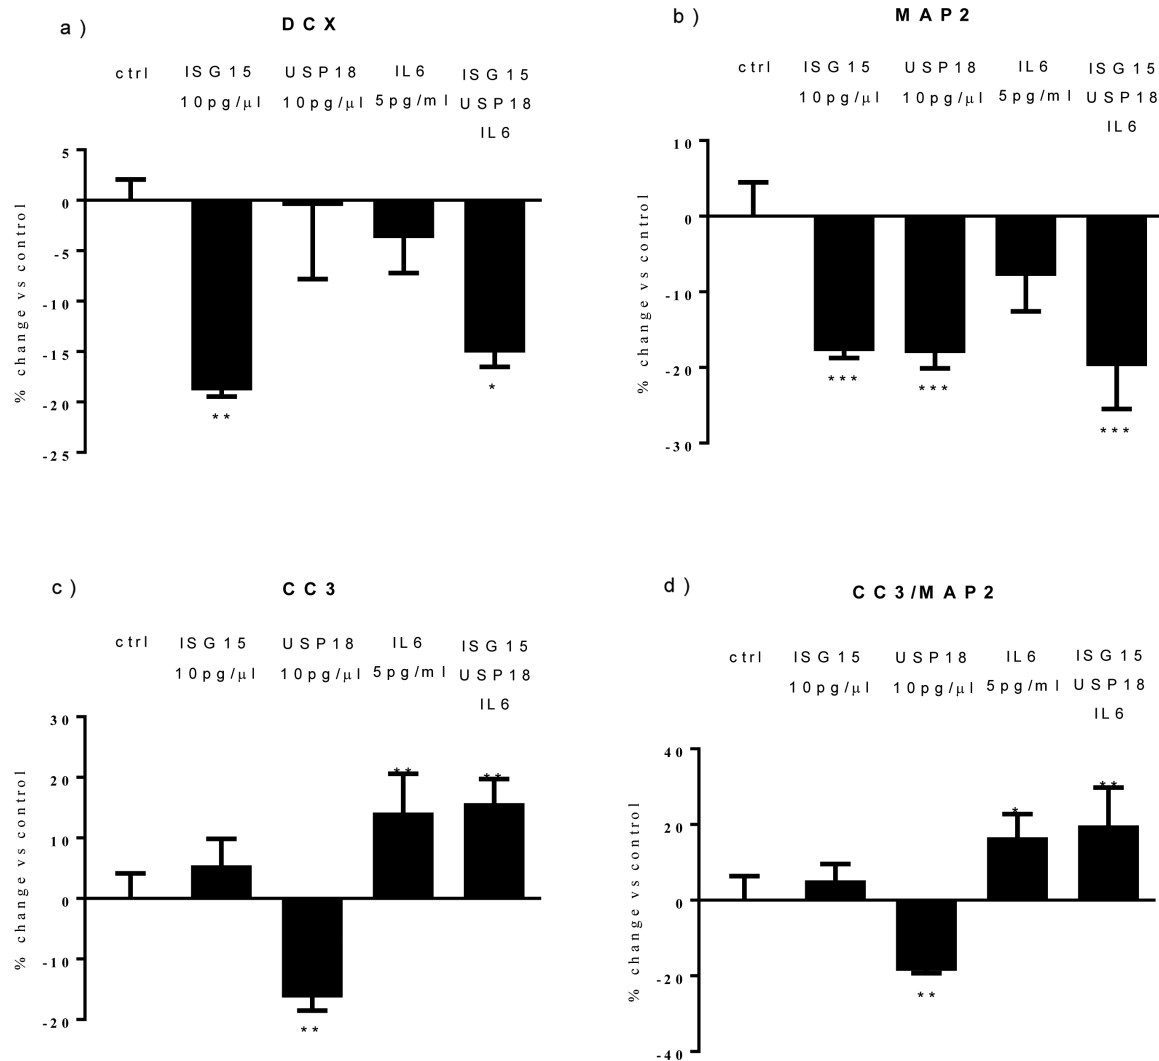 a)
DCX
ctrl
ISG15
10pg/µl
USP18
10pg/µl
IL6
5pg/ml
ISG15
USP18
IL6
% change vs control
5
0
-5
-10
-15
-20
-25
**
*
b)
MAP2
ctrl
ISG15
10pg/µl
USP18
10pg/µl
IL6
5pg/ml
ISG15
USP18
IL6
% change vs control
10
0
-10
-20
-30
***
***
***
c)
CC3
ctrl
ISG15
10pg/µl
USP18
10pg/µl
IL6
5pg/ml
ISG15
USP18
IL6
% change vs control
30
20
10
0
-10
-20
**
**
**
d)
CC3/MAP2
ctrl
ISG15
10pg/µl
USP18
10pg/µl
IL6
5pg/ml
ISG15
USP18
IL6
% change vs control
40
20
0
-20
-40
**
*
**